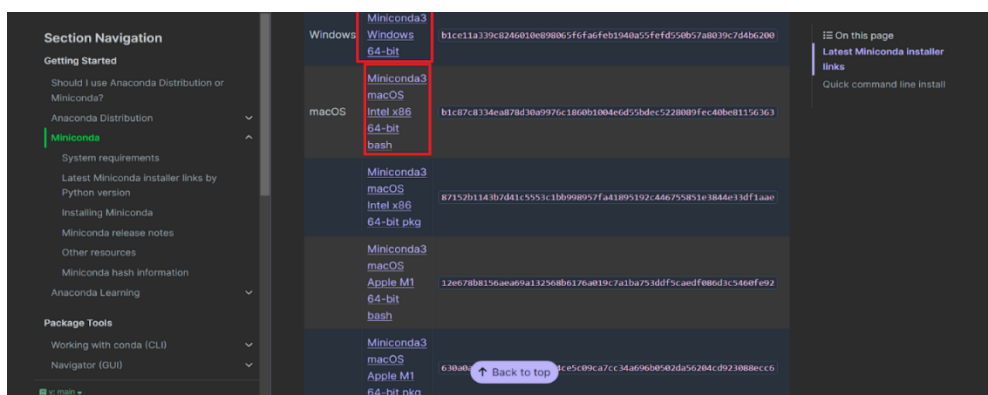 Section Navigation
Getting Started
Should I use Anaconda Distribution or
Miniconda?
Anaconda Distribution
Miniconda
System requirements
Latest Miniconda installer links by
Python version
Installing Miniconda
Miniconda release notes
Other resources
Miniconda hash information
Anaconda Learning
Package Tools
Working with conda (CLI)
Navigator (GUI)
v: main
Windows
Miniconda3
Windows
64-bit
b1ce11a339c8246010e898065f6fa6feb1940a55fefd550b57a8039c7d4b6200
macOS
Miniconda3
macOS
Intel x86
64-bit
bash
b1c87c8334ea878d30a9976c1860b1004e6d55bdec5228089fec40be81156363
Miniconda3
macOS
Intel x86
64-bit pkg
87152b1143b7d41c5553c1bb998957fa41895192c446755851e3844e33df1aae
Miniconda3
macOS
Apple M1
64-bit
bash
12e678b8156aea69a132568b6176a019c7a1ba753ddf5caedf086d3c5460fe92
Miniconda3
macOS
Apple M1
64-bit pkg
↑ Back to top
On this page
Latest Miniconda installer
links
Quick command line install